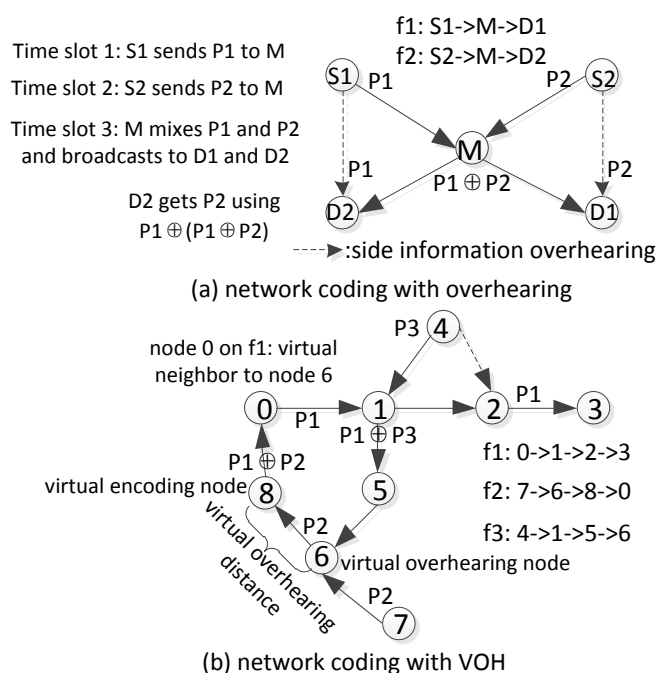 Time slot 1: S1 sends P1 to M
Time slot 2: S2 sends P2 to M
Time slot 3: M mixes P1 and P2
and broadcasts to D1 and D2
D2 gets P2 using
P1 ⊕ (P1 ⊕ P2)
f1: S1->M->D1
f2: S2->M->D2
S1
P1
P2
S2
M
P1
P1 ⊕ P2
P2
D2
D1
:side information overhearing
(a) network coding with overhearing
node 0 on f1: virtual
neighbor to node 6
P3
4
0
P1
1
2
P1
3
P1 ⊕ P3
P1 ⊕ P2
f1: 0->1->2->3
f2: 7->6->8->0
f3: 4->1->5->6
virtual encoding node
8
5
P2
virtual overhearing
distance
6
virtual overhearing node
P2
7
(b) network coding with VOH